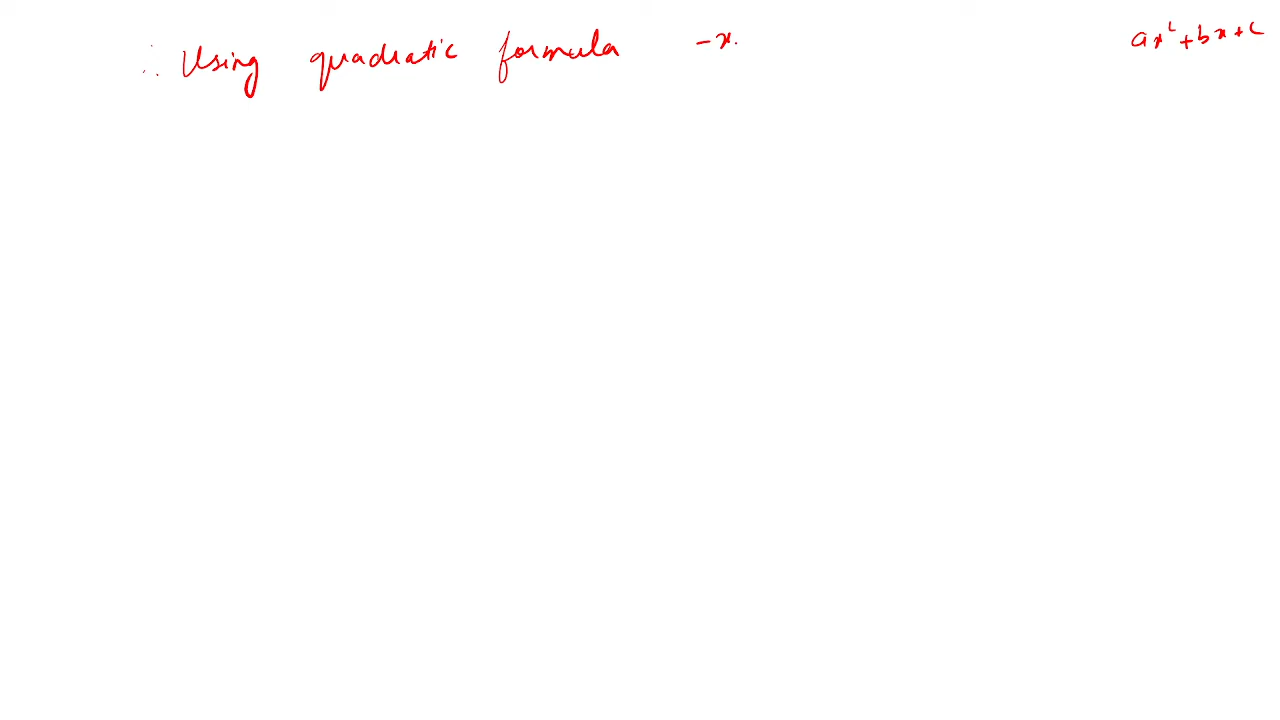 ∴ Using quadratic formula -x. ax²+bx+c